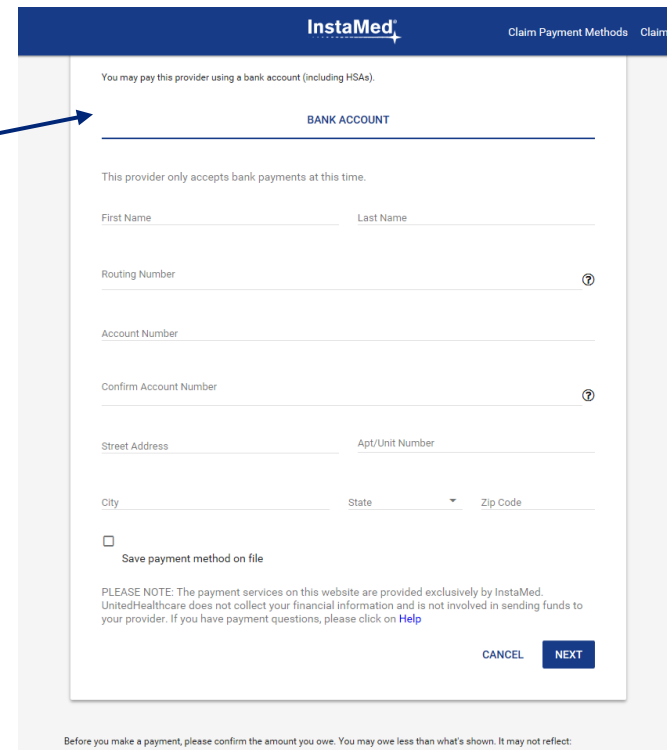 InstaMed
Claim Payment Methods Claim
You may pay this provider using a bank account (including HSAs).
BANK ACCOUNT
This provider only accepts bank payments at this time.
First Name Last Name
Routing Number
Account Number
Confirm Account Number
Street Address Apt/Unit Number
City State Zip Code
Save payment method on file
PLEASE NOTE: The payment services on this website are provided exclusively by InstaMed.
UnitedHealthcare does not collect your financial information and is not involved in sending funds to
your provider. If you have payment questions, please click on Help
CANCEL NEXT
Before you make a payment, please confirm the amount you owe. You may owe less than what's shown. It may not reflect: